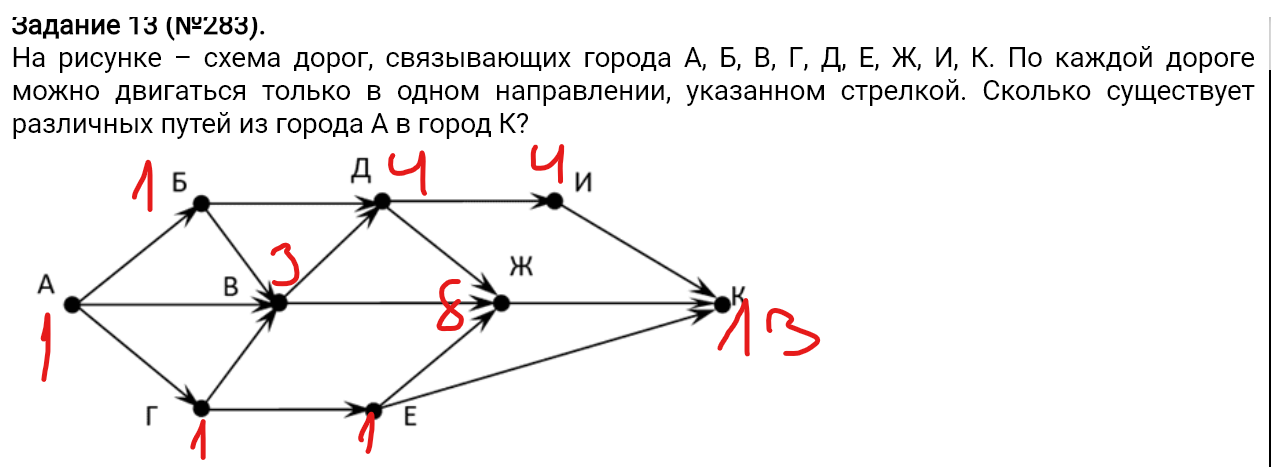 Задание 13 (№283).
На рисунке – схема дорог, связывающих города А, Б, В, Г, Д, Е, Ж, И, К. По каждой дороге
можно двигаться только в одном направлении, указанном стрелкой. Сколько существует
различных путей из города А в город К?
1 Б Д 4 4 И
А В 3 Ж
1 8 К
13
Г Е
1 1